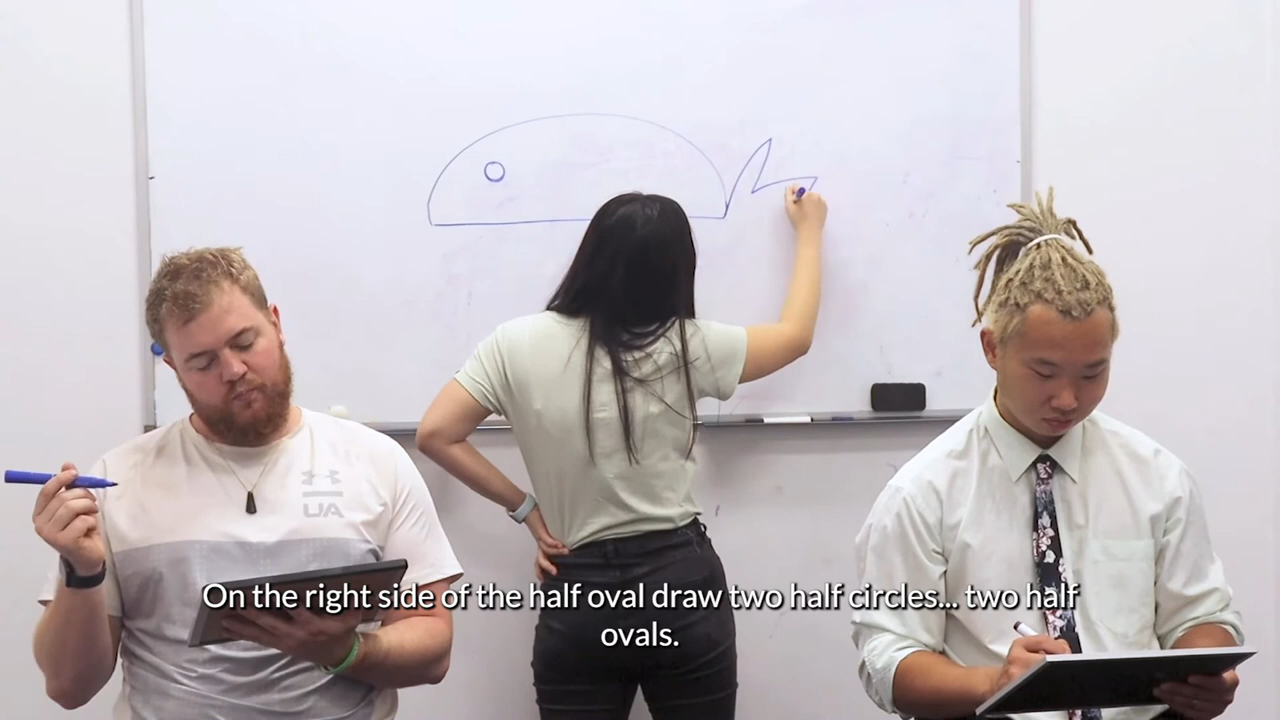 UA
On the right side of the half oval draw two half circles... two half
ovals.